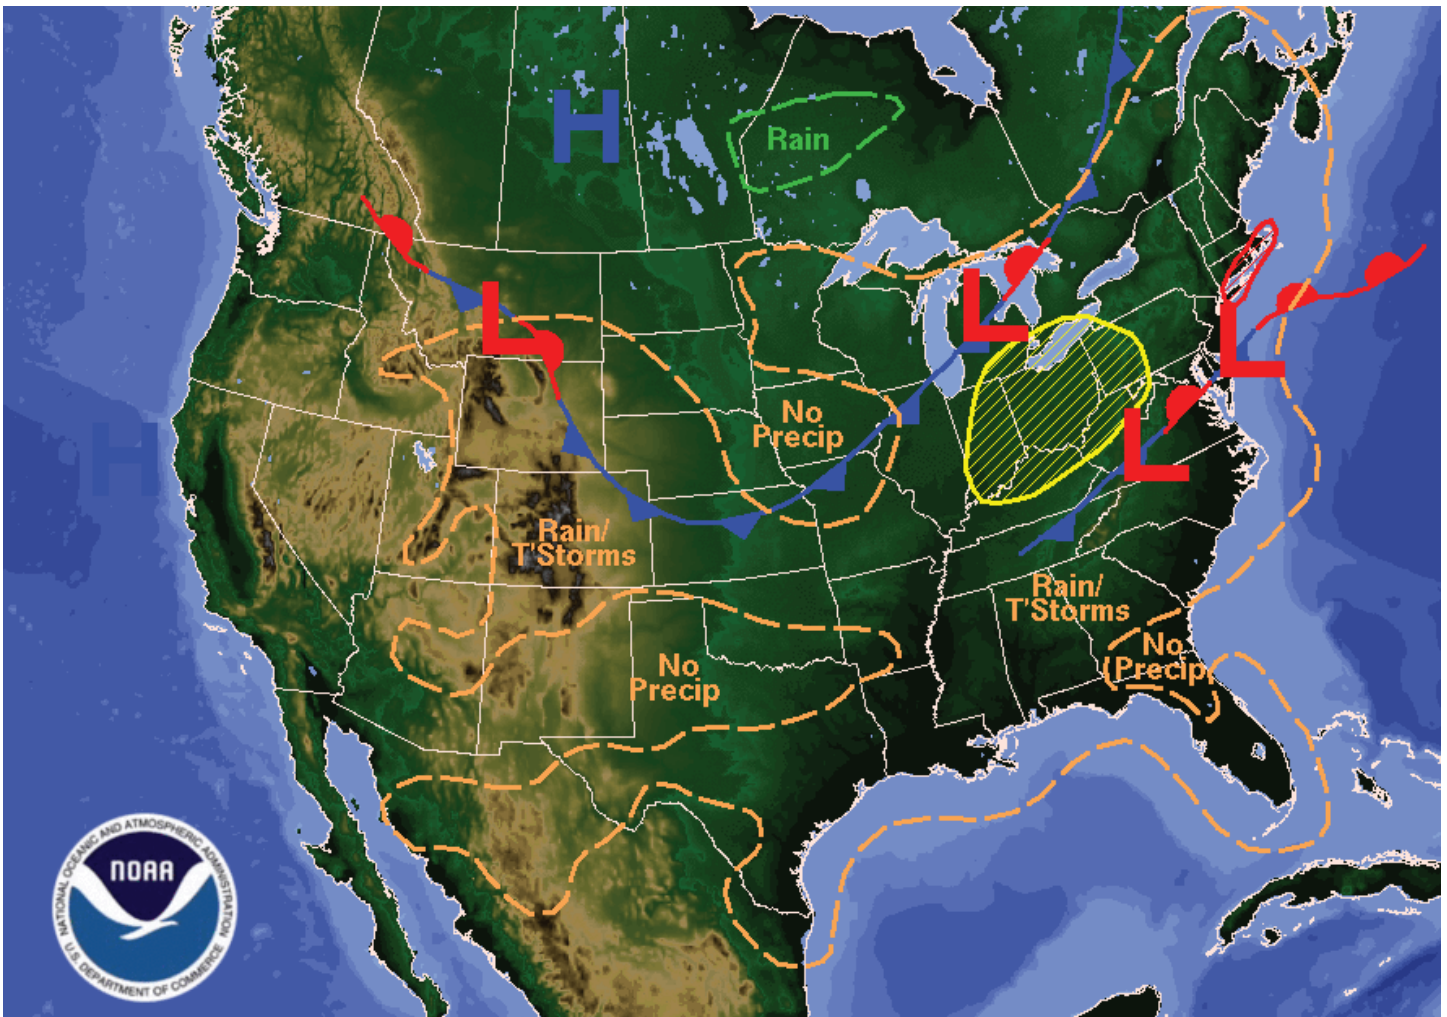 H
Rain
L
L
L
H
No
Precip
L
Rain/
T'Storms
Rain/
T'Storms
No
Precip
No
(Precip)
NATIONAL OCEANIC AND ATMOSPHERIC ADMINISTRATION
NOAA
U.S. DEPARTMENT OF COMMERCE